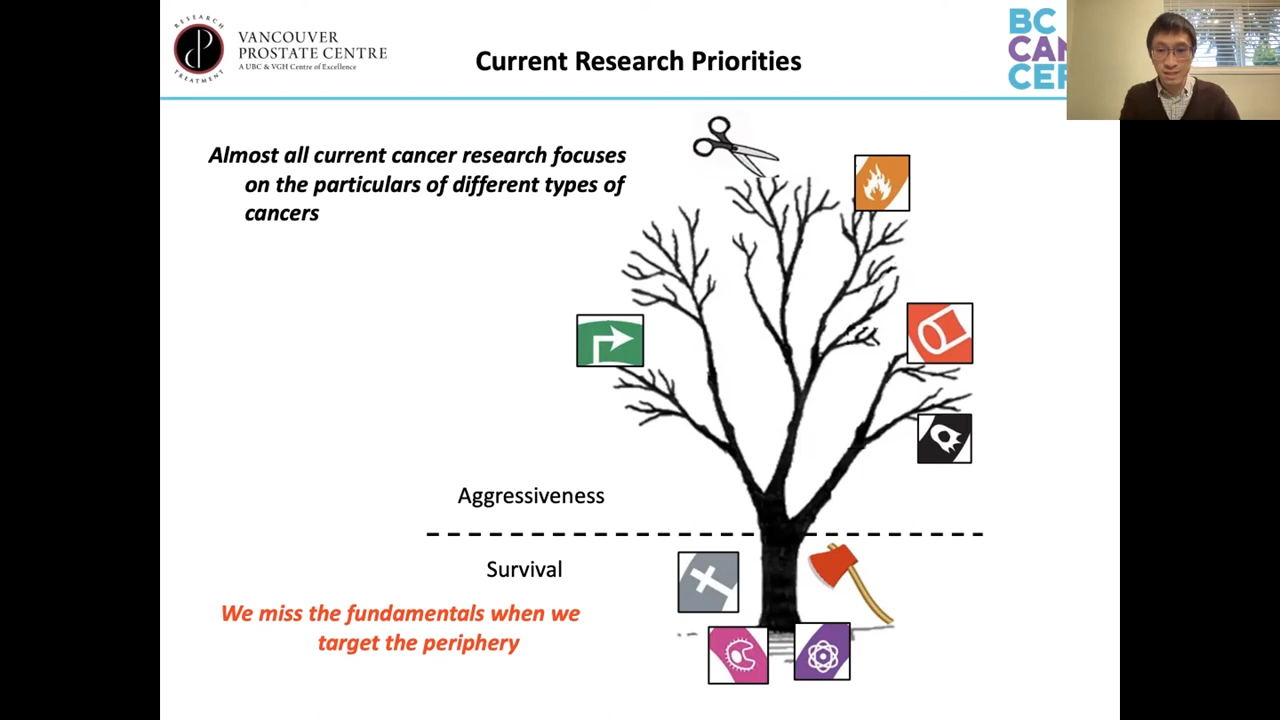 RESEARCH
TREATMENT
VANCOUVER
PROSTATE CENTRE
A UBC & VGH Centre of Excellence
Current Research Priorities
BC
CAN
CER
Almost all current cancer research focuses
on the particulars of different types of
cancers
Aggressiveness
Survival
We miss the fundamentals when we
target the periphery